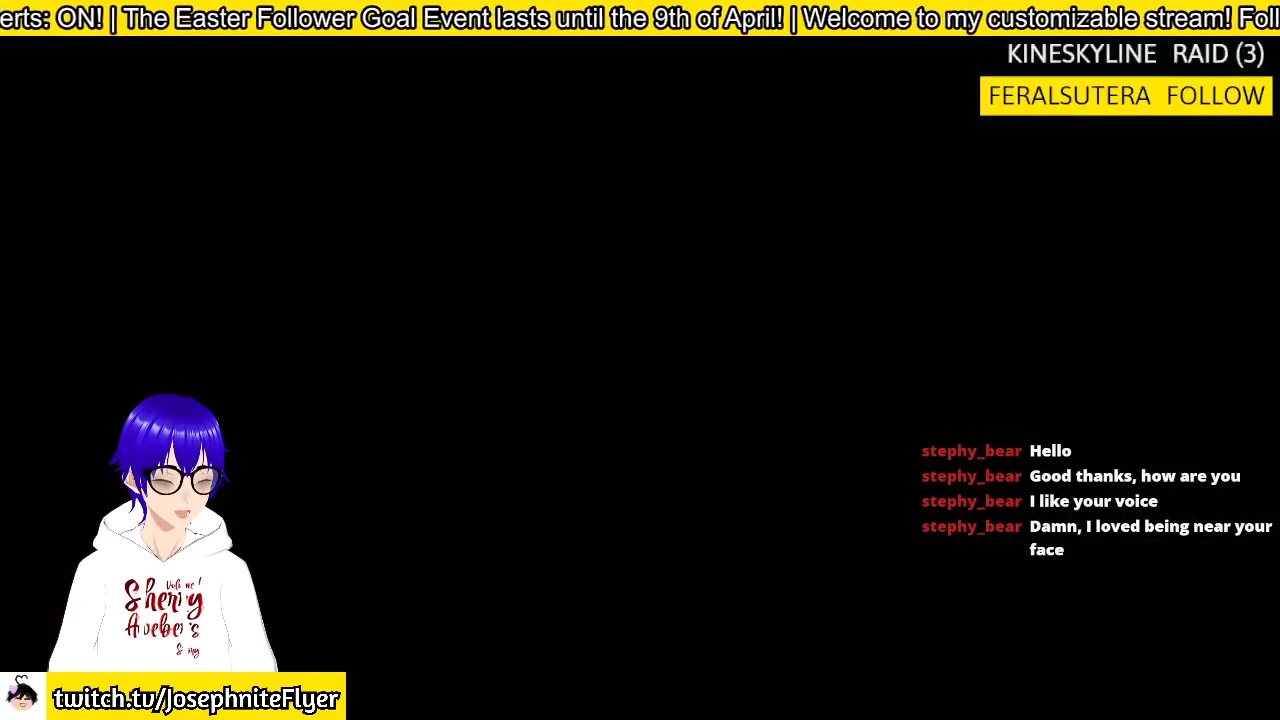 erts: ON! | The Easter Follower Goal Event lasts until the 9th of April! | Welcome to my customizable stream! Foll
KINESKYLINE RAID (3)
FERALSUTERA FOLLOW
stephy_bear Hello
stephy_bear Good thanks, how are you
stephy_bear I like your voice
stephy_bear Damn, I loved being near your
face
Sherry
twitch.tv/JosephniteFlyer